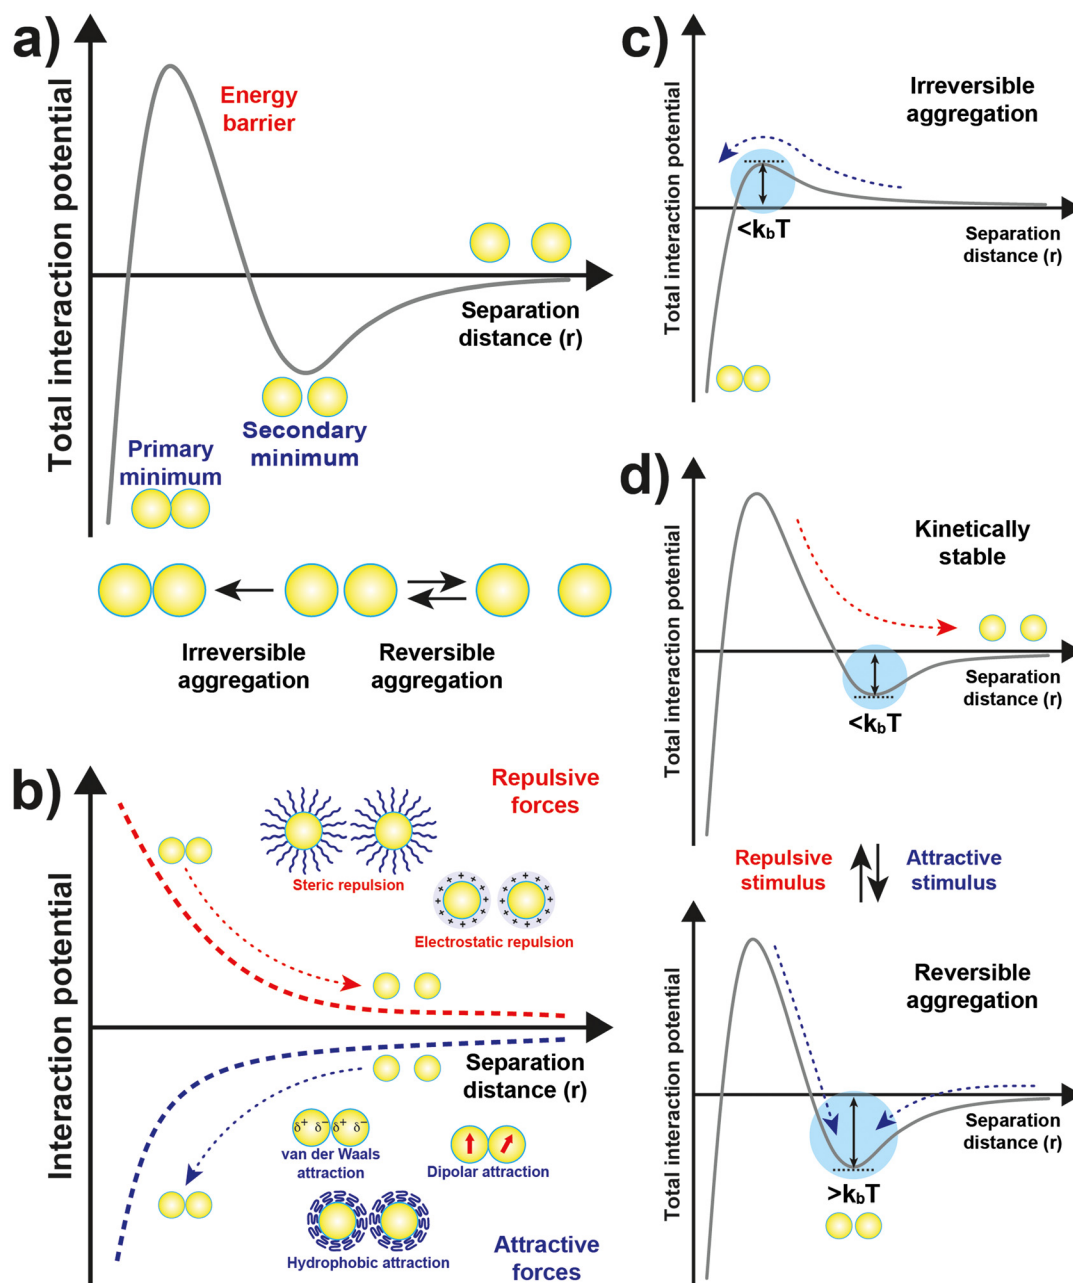 a)
Total interaction potential
Energy
barrier
Separation
distance (r)
Secondary
minimum
Primary
minimum
Irreversible
aggregation
Reversible
aggregation
b)
Interaction potential
Repulsive
forces
Steric repulsion
+ + + + + + + + + + + +
+ + + + + + + + + + + +
Electrostatic repulsion
Separation
distance (r)
δ+ δ- δ+ δ-
van der Waals
attraction
Dipolar attraction
Hydrophobic attraction
Attractive
forces
c)
Total interaction potential
Irreversible
aggregation
<kbT
Separation
distance (r)
d)
Total interaction potential
Kinetically
stable
Separation
distance (r)
<kbT
Repulsive
stimulus
Attractive
stimulus
Total interaction potential
Reversible
aggregation
Separation
distance (r)
>kbT